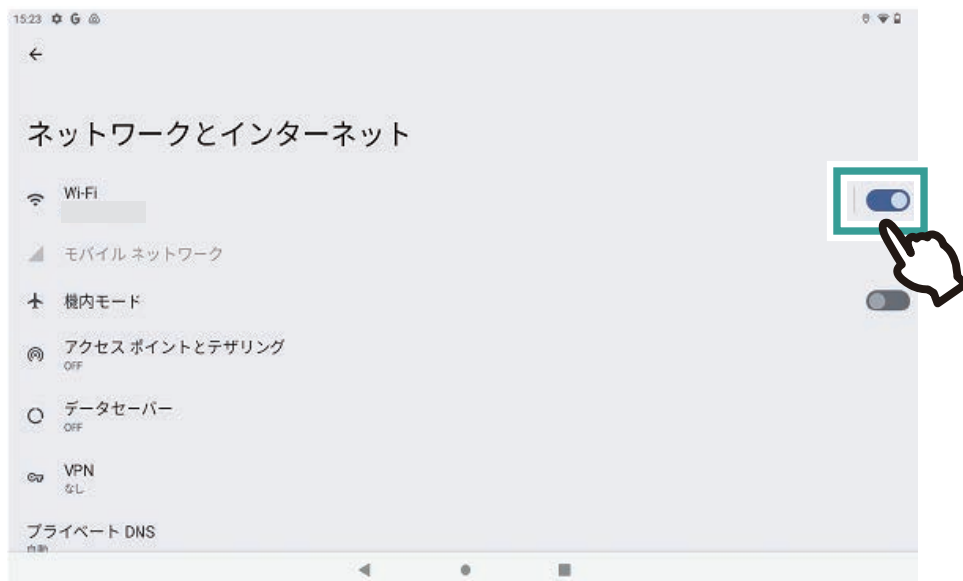 15:23
ネットワークとインターネット
Wi-Fi
モバイル ネットワーク
機内モード
アクセス ポイントとテザリング
OFF
データセーバー
OFF
VPN
なし
プライベート DNS
自動